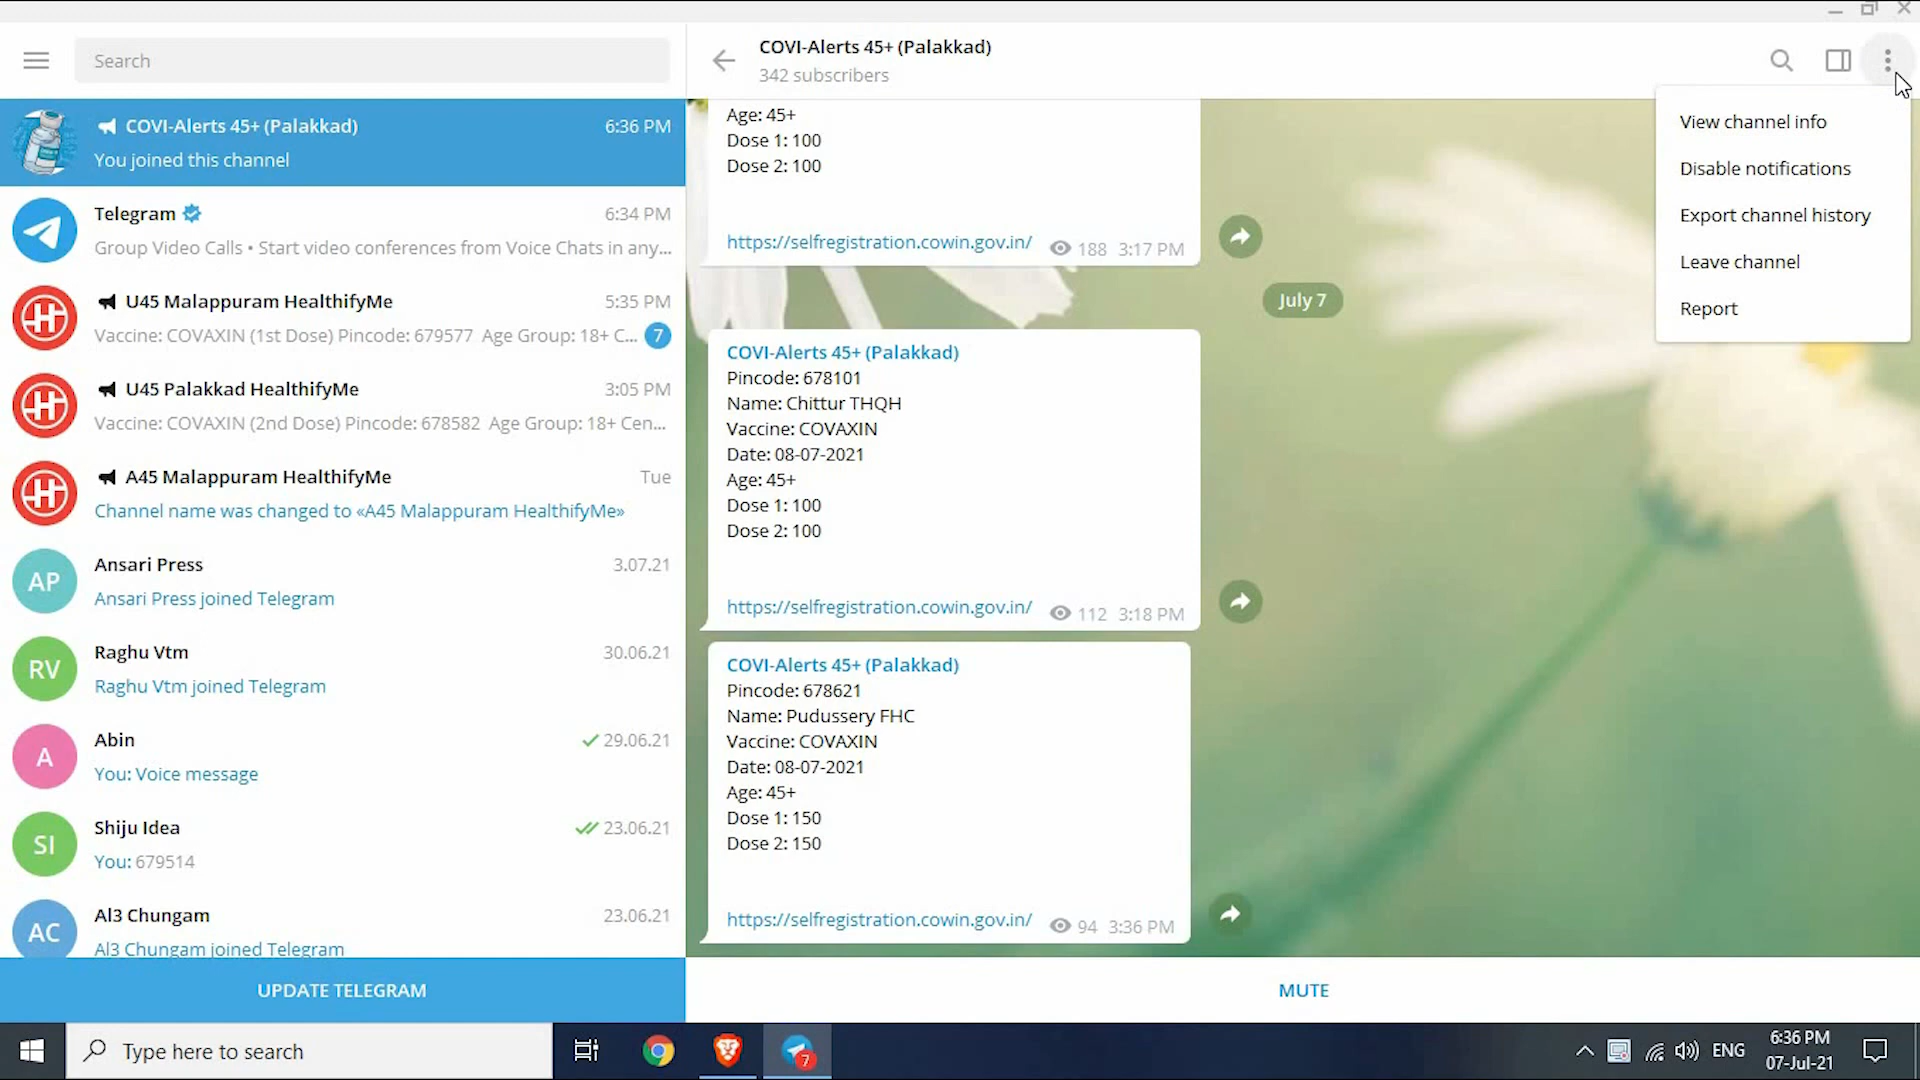 Search
COVI-Alerts 45+ (Palakkad)
6:36 PM
You joined this channel
Telegram
6:34 PM
Group Video Calls • Start video conferences from Voice Chats in any...
U45 Malappuram HealthifyMe
5:35 PM
Vaccine: COVAXIN (1st Dose) Pincode: 679577 Age Group: 18+ C...
7
U45 Palakkad HealthifyMe
3:05 PM
Vaccine: COVAXIN (2nd Dose) Pincode: 678582 Age Group: 18+ Cen...
A45 Malappuram HealthifyMe
Tue
Channel name was changed to «A45 Malappuram HealthifyMe»
AP
Ansari Press
3.07.21
Ansari Press joined Telegram
RV
Raghu Vtm
30.06.21
Raghu Vtm joined Telegram
A
Abin
29.06.21
You: Voice message
SI
Shiju Idea
23.06.21
You: 679514
AC
Al3 Chungam
23.06.21
Al3 Chungam joined Telegram
UPDATE TELEGRAM
COVI-Alerts 45+ (Palakkad)
342 subscribers
Age: 45+
Dose 1: 100
Dose 2: 100
https://selfregistration.cowin.gov.in/
188 3:17 PM
July 7
COVI-Alerts 45+ (Palakkad)
Pincode: 678101
Name: Chittur THQH
Vaccine: COVAXIN
Date: 08-07-2021
Age: 45+
Dose 1: 100
Dose 2: 100
https://selfregistration.cowin.gov.in/
112 3:18 PM
COVI-Alerts 45+ (Palakkad)
Pincode: 678621
Name: Pudussery FHC
Vaccine: COVAXIN
Date: 08-07-2021
Age: 45+
Dose 1: 150
Dose 2: 150
https://selfregistration.cowin.gov.in/
94 3:36 PM
MUTE
View channel info
Disable notifications
Export channel history
Leave channel
Report
Type here to search
7
ENG
6:36 PM
07-Jul-21